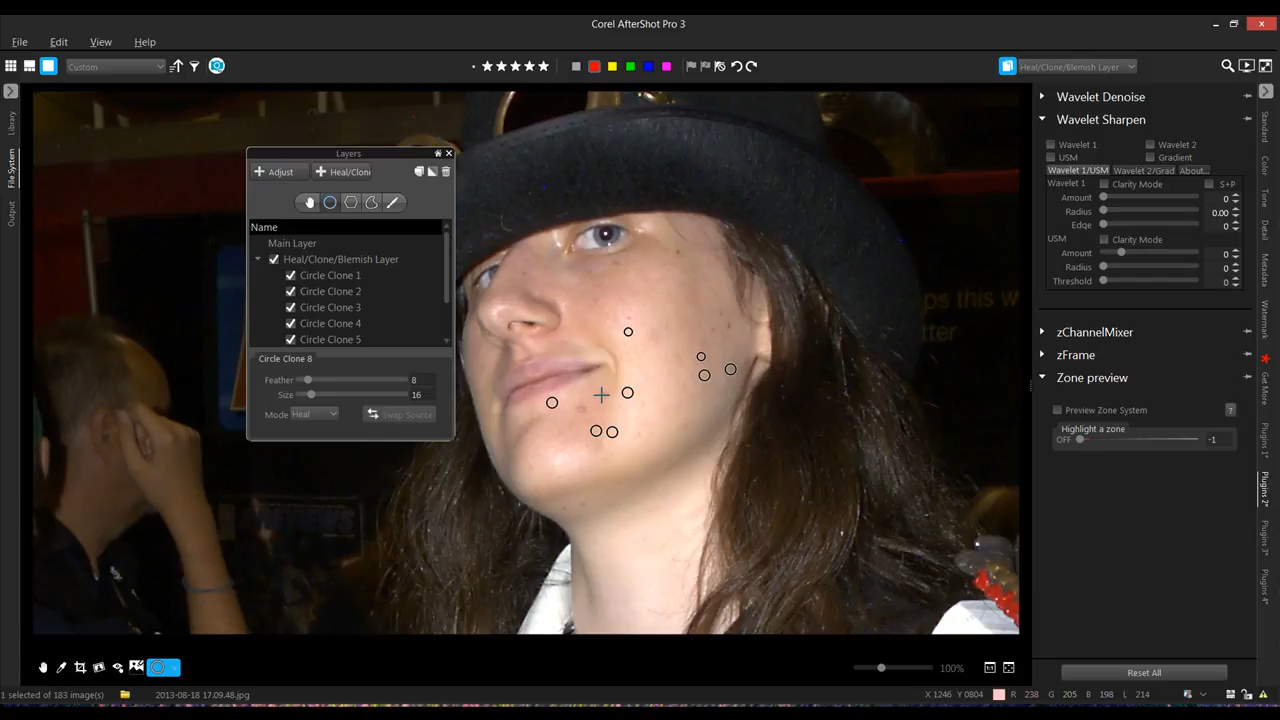 Corel AfterShot Pro 3
File Edit View Help
Custom
Heal/Clone/Blemish Layer
Library
File System
Output
Layers
Adjust Heal/Clone
Name
Main Layer
Heal/Clone/Blemish Layer
Circle Clone 1
Circle Clone 2
Circle Clone 3
Circle Clone 4
Circle Clone 5
Circle Clone 8
Feather 8
Size 16
Mode Heal Swap Source
ps this w
tter
Wavelet Denoise
Wavelet Sharpen
Wavelet 1 Wavelet 2
USM Gradient
Wavelet 1/USM Wavelet 2/Grad About...
Wavelet 1 Clarity Mode S+P
Amount 0
Radius 0.00
Edge 0
USM Clarity Mode
Amount 0
Radius 0
Threshold 0
zChannelMixer
zFrame
Zone preview
Preview Zone System ?
Highlight a zone
OFF -1
Reset All
Standard
Color
Tone
Detail
Metadata
Watermark
Get More
Plugins 1*
Plugins 2*
Plugins 3*
Plugins 4*
100%
1 selected of 183 image(s) 2013-08-18 17.09.48.jpg X 1246 Y 0804 R 238 G 205 B 198 L 214